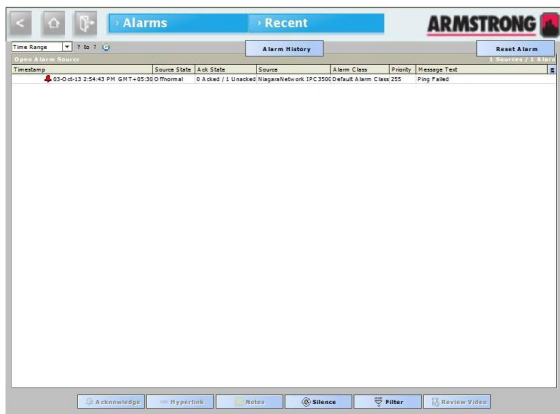 <
› Alarms
› Recent
ARMSTRONG
Time Range
? to ?
Alarm History
Reset Alarm
Open Alarm Source
1 Sources / 1 Alarm
Timestamp Source State Ack State Source Alarm Class Priority Message Text
03-Oct-13 2:54:43 PM GMT+05:30 Offnormal 0 Acked / 1 Unacked NiagaraNetwork IPC3500 Default Alarm Class 255 Ping Failed
Acknowledge Hyperlink Notes Silence Filter Review Video